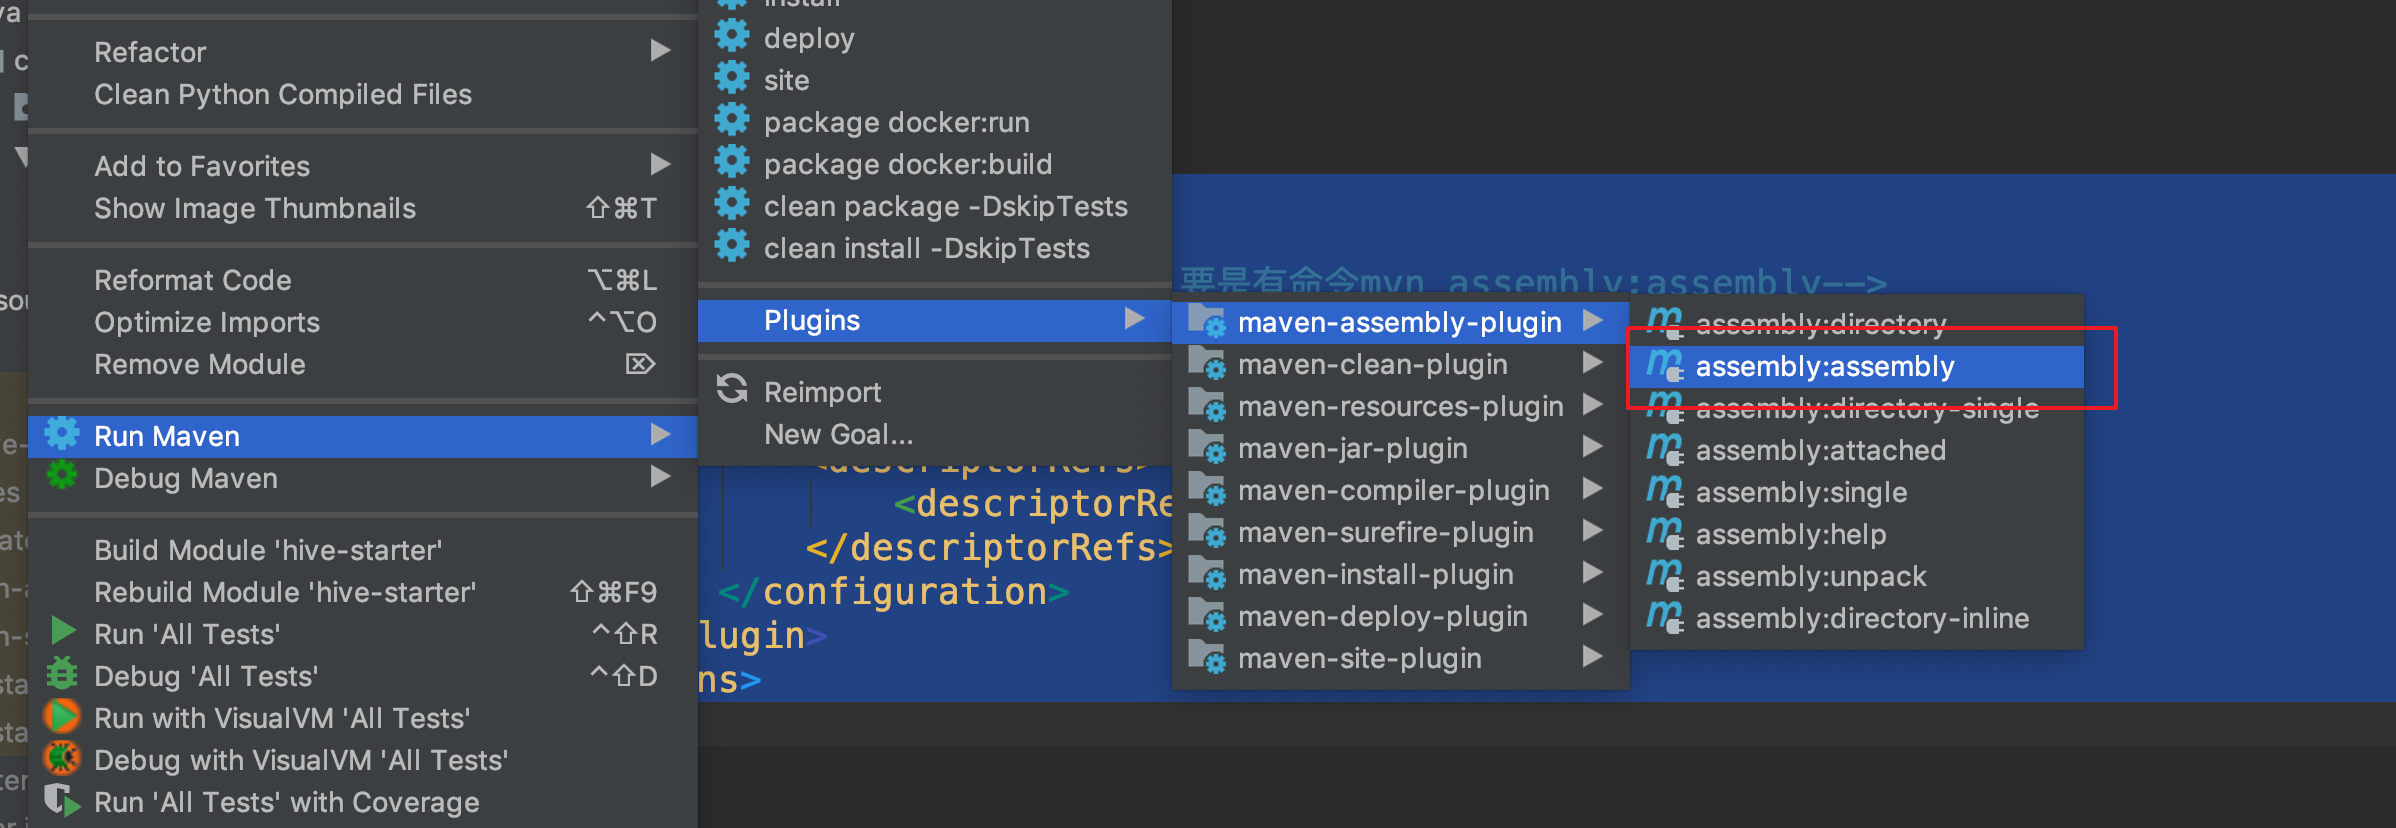 Refactor
Clean Python Compiled Files
Add to Favorites
Show Image Thumbnails ⇧⌘T
Reformat Code ⌥⌘L
Optimize Imports ^⌥O
Remove Module ⌦
Run Maven
Debug Maven
Build Module 'hive-starter'
Rebuild Module 'hive-starter' ⇧⌘F9
Run 'All Tests' ^⇧R
Debug 'All Tests' ^⇧D
Run with VisualVM 'All Tests'
Debug with VisualVM 'All Tests'
Run 'All Tests' with Coverage
install
deploy
site
package docker:run
package docker:build
clean package -DskipTests
clean install -DskipTests
Plugins
Reimport
New Goal...
要是有命令mvn assembly:assembly-->
maven-assembly-plugin
maven-clean-plugin
maven-resources-plugin
maven-jar-plugin
maven-compiler-plugin
maven-surefire-plugin
maven-install-plugin
maven-deploy-plugin
maven-site-plugin
assembly:directory
assembly:assembly
assembly:directory-single
assembly:attached
assembly:single
assembly:help
assembly:unpack
assembly:directory-inline
<descriptorRefs>
<descriptorRe
</descriptorRefs>
</configuration>
lugin>
ns>